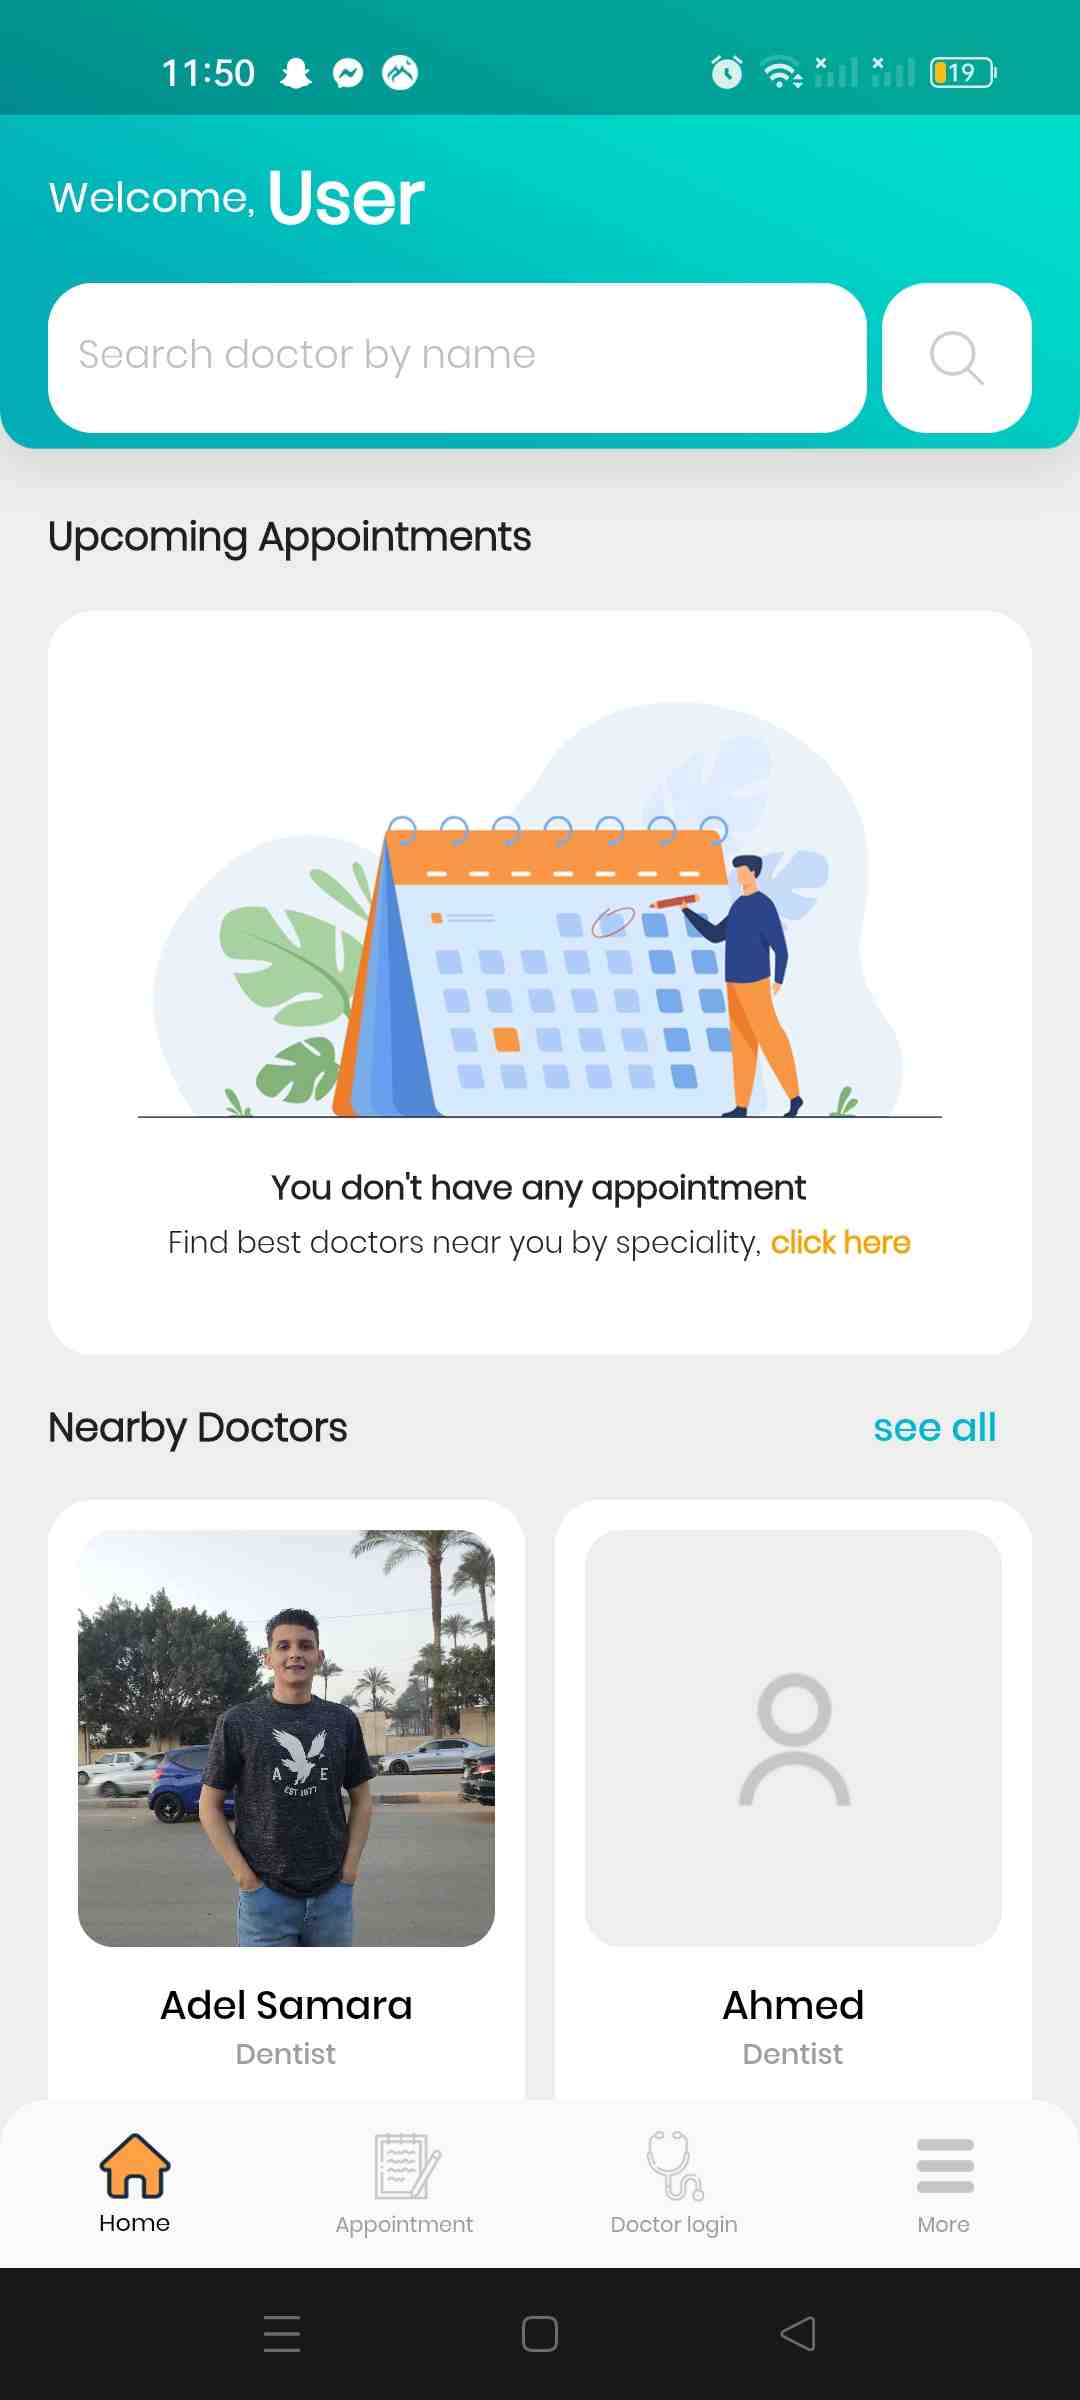 11:50
19
Welcome, User
Search doctor by name
Upcoming Appointments
You don't have any appointment
Find best doctors near you by speciality, click here
Nearby Doctors
see all
A E
EST 1977
Adel Samara
Dentist
Ahmed
Dentist
Home
Appointment
Doctor login
More